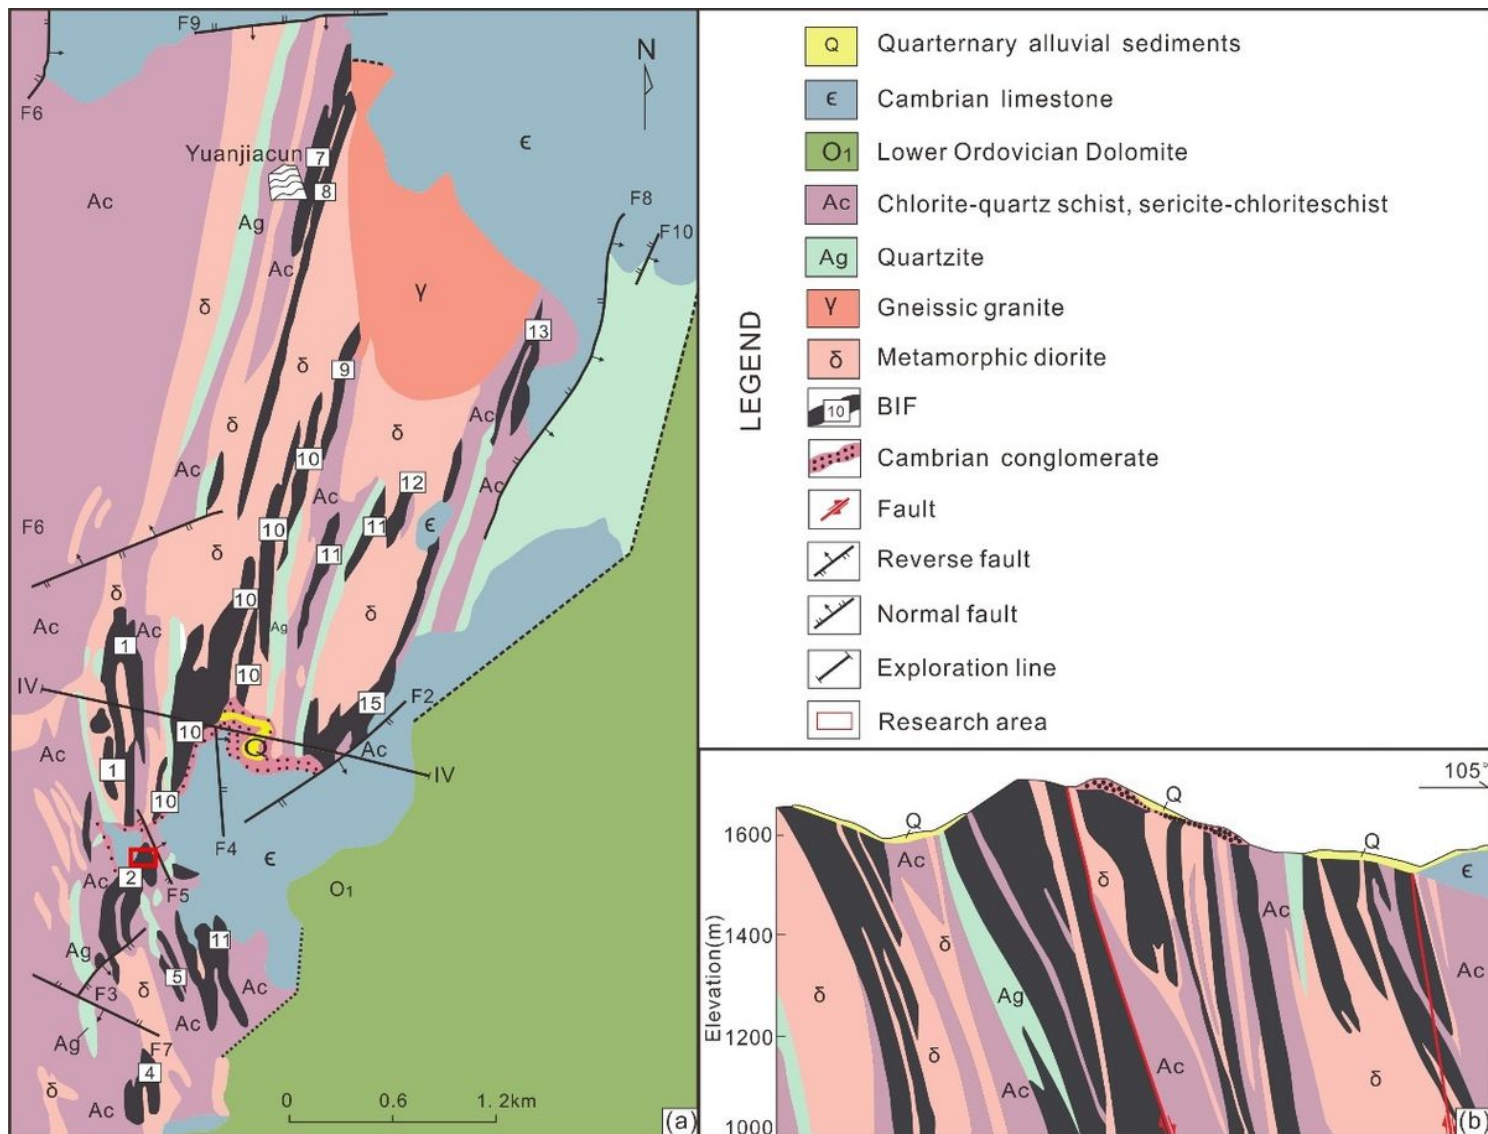 F9
N
F6
Yuanjiacun
7
8
ϵ
Ac
F8
Ag
F10
Ac
γ
δ
13
δ
9
Ac
δ
δ
10
Ac
12
Ac
Ac
F6
10
11
ϵ
δ
11
δ
10
δ
Ac
Ag
1
Ac
IV
10
15
F2
10
Q
Ac
Ac
IV
1
10
F4
ϵ
2
Ac
F5
O1
Ag
11
5
F3
δ
Ac
Ac
Ag
F7
4
δ
Ac
0
0.6
1.2km
(a)
LEGEND
Q Quarternary alluvial sediments
ϵ Cambrian limestone
O1 Lower Ordovician Dolomite
Ac Chlorite-quartz schist, sericite-chloriteschist
Ag Quartzite
γ Gneissic granite
δ Metamorphic diorite
10 BIF
Cambrian conglomerate
Fault
Reverse fault
Normal fault
Exploration line
Research area
105°
Q
Q
Q
1600
Ac
ϵ
δ
Ac
1400
δ
Ac
Elevation(m)
δ
Ag
1200
δ
Ac
δ
Ac
1000
(b)